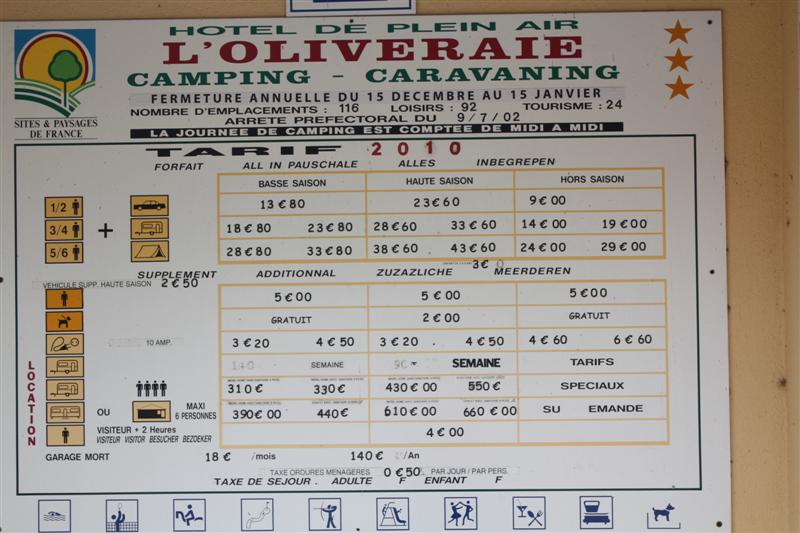 HOTEL DE PLEIN AIR
L'OLIVERAIE
CAMPING - CARAVANING
SITES & PAYSAGES
DE FRANCE
FERMETURE ANNUELLE DU 15 DECEMBRE AU 15 JANVIER
NOMBRE D'EMPLACEMENTS : 116 LOISIRS : 92 TOURISME : 24
ARRETE PREFECTORAL DU 9/7/02
LA JOURNEE DE CAMPING EST COMPTEE DE MIDI A MIDI
TARIF 2010
FORFAIT ALL IN PAUSCHALE ALLES INBEGREPEN
BASSE SAISON HAUTE SAISON HORS SAISON
1/2 13€80 23€60 9€00
3/4 + 18€80 23€80 28€60 33€60 14€00 19€00
5/6 28€80 33€80 38€60 43€60 24€00 29€00
3€
SUPPLEMENT ADDITIONNAL ZUZAZLICHE MEERDEREN
VEHICULE SUPP. HAUTE SAISON 2€50
5€00 5€00 5€00
GRATUIT 2€00 GRATUIT
10 AMP. 3€20 4€50 3€20 4€50 4€60 6€60
SEMAINE SEMAINE TARIFS
310€ 330€ 430€00 550€ SPECIAUX
LOCATION
OU MAXI
6 PERSONNES
390€00 440€ 610€00 660€00 SU EMANDE
VISITEUR + 2 Heures 4€00
VISITEUR VISITOR BESUCHER BEZOEKER
GARAGE MORT 18€ /mois 140€ /An
TAXE ORDURES MENAGERES 0€50 PAR JOUR / PAR PERS.
TAXE DE SEJOUR . ADULTE F ENFANT F